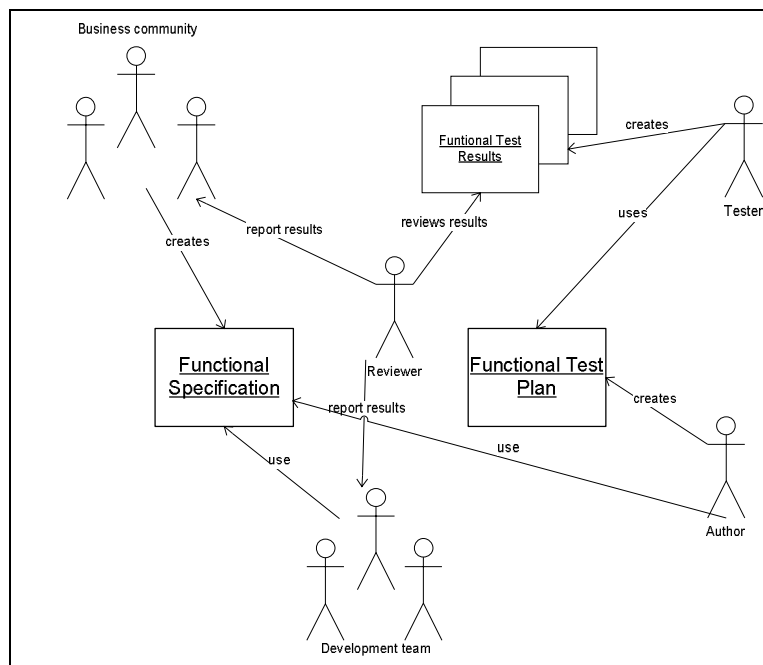 Business community
Funtional Test
Results
creates
Tester
uses
report results
reviews results
creates
Functional
Specification
Reviewer
Functional Test
Plan
report results
creates
use
use
Author
Development team